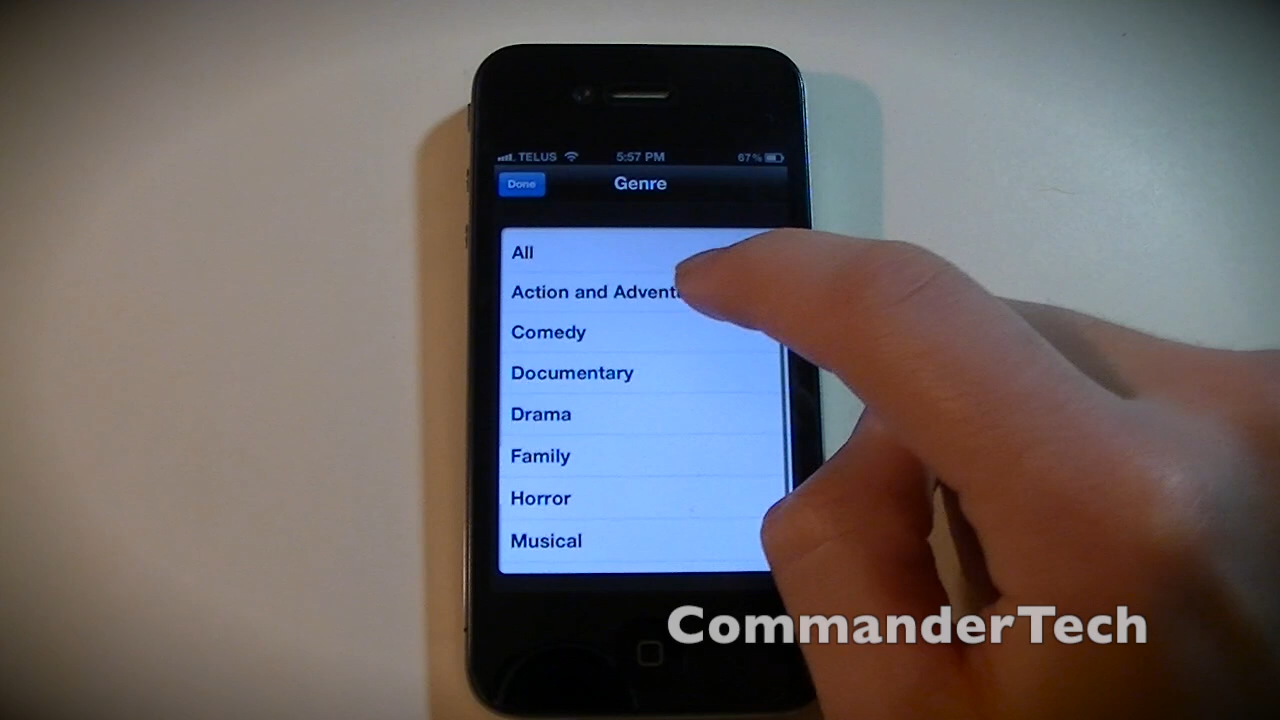 TELUS 5:57 PM 67%
Done Genre
All
Action and Advent
Comedy
Documentary
Drama
Family
Horror
Musical
CommanderTech